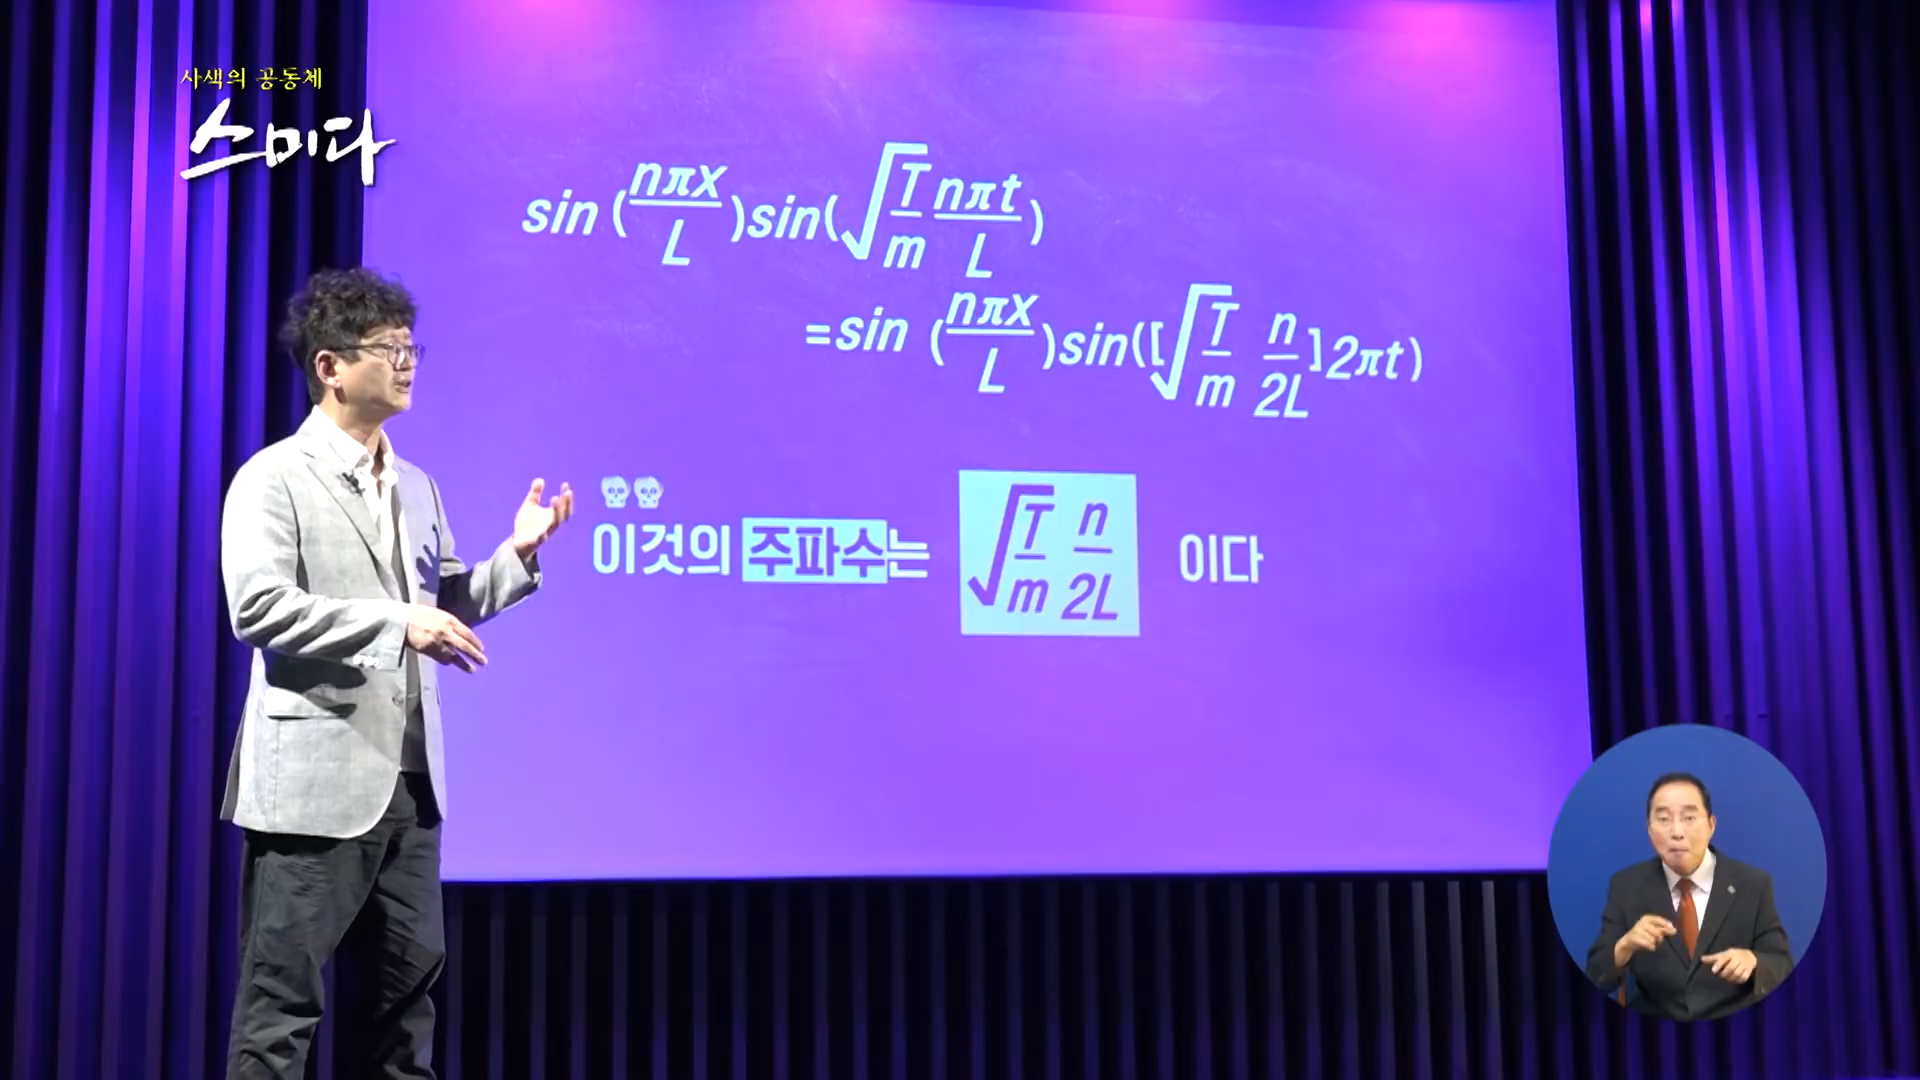 사색의 공동체
스미다
sin (nπx/L)sin(√T/m nπt/L)
=sin (nπx/L)sin([√T/m n/2L]2πt)
이것의 주파수는 √T/m n/2L 이다